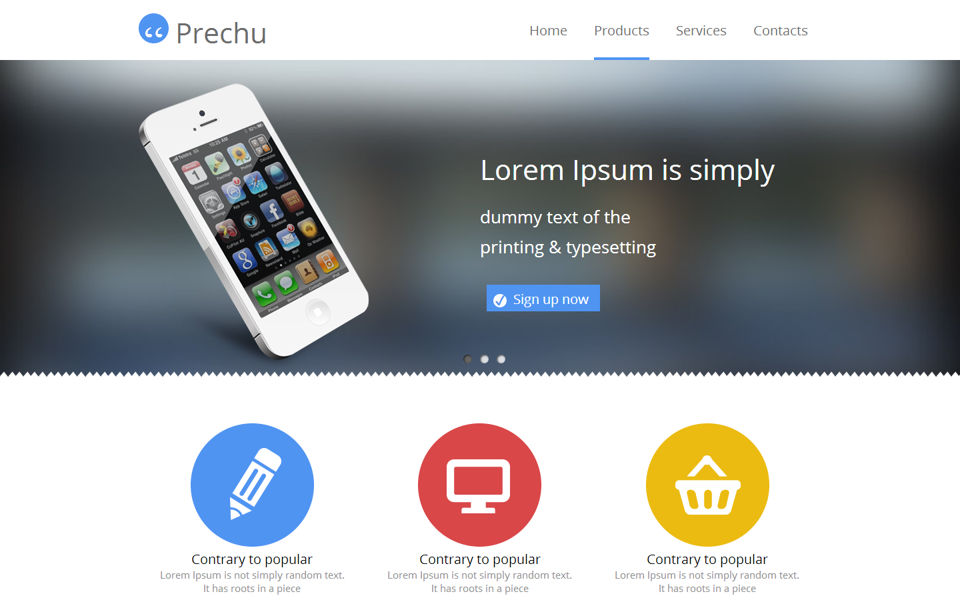 Prechu
Home Products Services Contacts
Lorem Ipsum is simply
dummy text of the
printing & typesetting
Sign up now
Contrary to popular Contrary to popular Contrary to popular
Lorem Ipsum is not simply random text. Lorem Ipsum is not simply random text. Lorem Ipsum is not simply random text.
It has roots in a piece It has roots in a piece It has roots in a piece